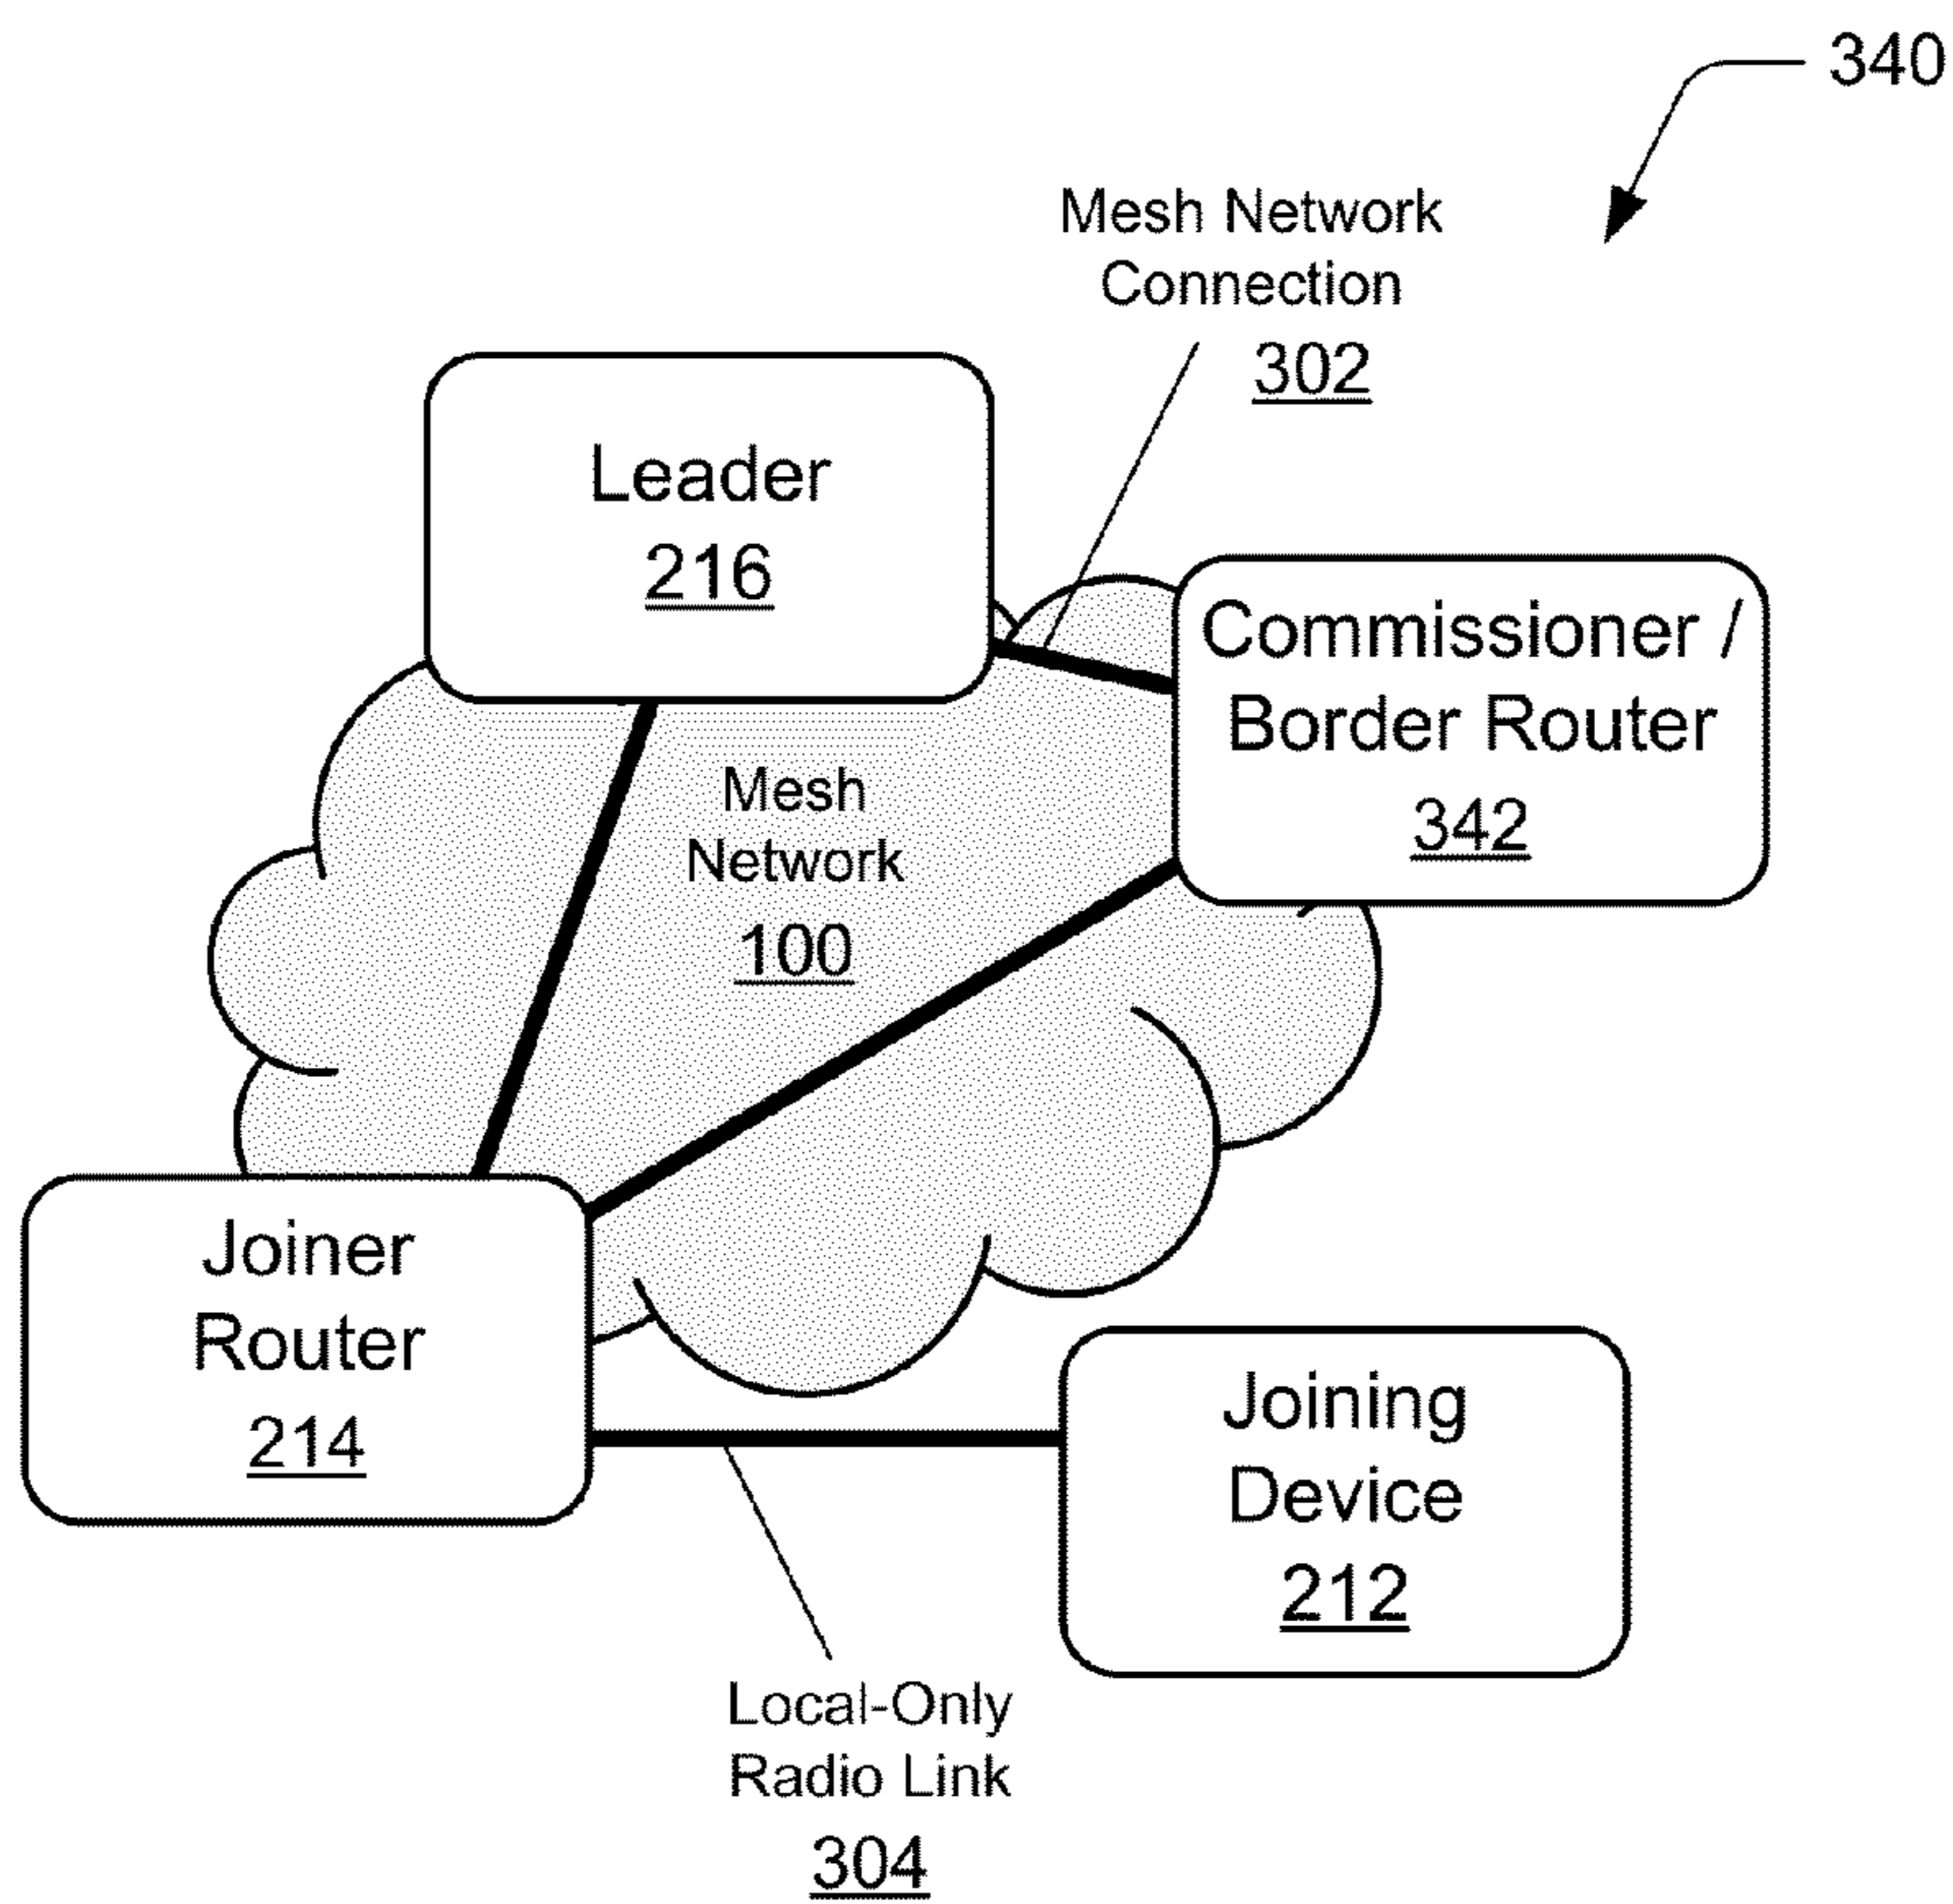 340
Mesh Network
Connection
302
Leader
216
Commissioner /
Border Router
342
Mesh
Network
100
Joiner
Router
214
Joining
Device
212
Local-Only
Radio Link
304